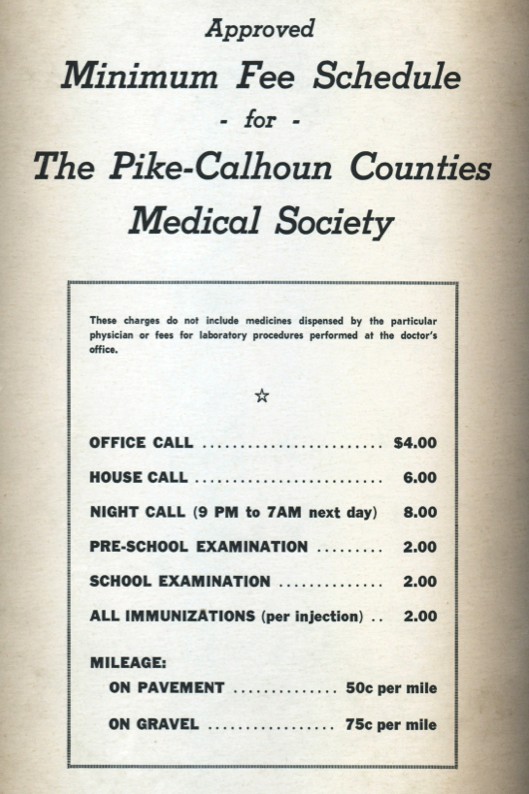 Approved
Minimum Fee Schedule
- for -
The Pike-Calhoun Counties
Medical Society
These charges do not include medicines dispensed by the particular
physician or fees for laboratory procedures performed at the doctor's
office.
☆
OFFICE CALL ........................ $4.00
HOUSE CALL ......................... 6.00
NIGHT CALL (9 PM to 7AM next day) 8.00
PRE-SCHOOL EXAMINATION ......... 2.00
SCHOOL EXAMINATION .............. 2.00
ALL IMMUNIZATIONS (per injection) .. 2.00
MILEAGE:
ON PAVEMENT .............. 50c per mile
ON GRAVEL ................. 75c per mile